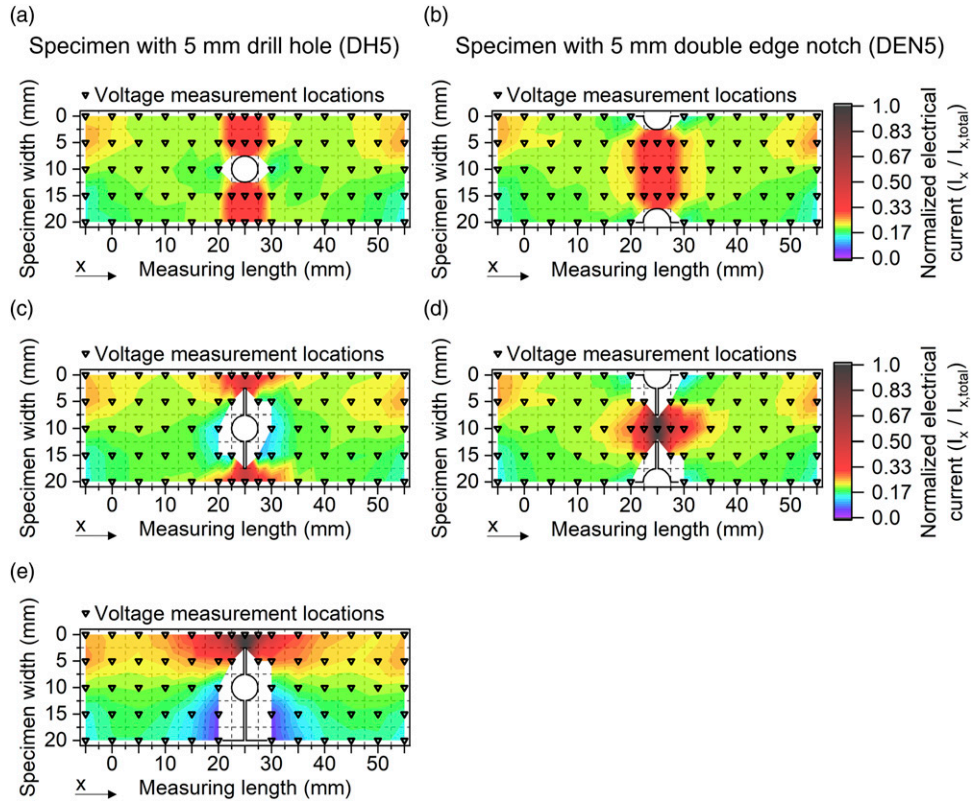 (a)
Specimen with 5 mm drill hole (DH5)
Voltage measurement locations
Specimen width (mm)
0
5
10
15
20
0 10 20 30 40 50
x
Measuring length (mm)
(b)
Specimen with 5 mm double edge notch (DEN5)
Voltage measurement locations
Specimen width (mm)
0
5
10
15
20
0 10 20 30 40 50
x
Measuring length (mm)
1.0
0.83
0.67
0.50
0.33
0.17
0.0
Normalized electrical
current (Ix / Ix,total)
(c)
Voltage measurement locations
Specimen width (mm)
0
5
10
15
20
0 10 20 30 40 50
x
Measuring length (mm)
(d)
Voltage measurement locations
Specimen width (mm)
0
5
10
15
20
0 10 20 30 40 50
x
Measuring length (mm)
1.0
0.83
0.67
0.50
0.33
0.17
0.0
Normalized electrical
current (Ix / Ix,total)
(e)
Voltage measurement locations
Specimen width (mm)
0
5
10
15
20
0 10 20 30 40 50
x
Measuring length (mm)